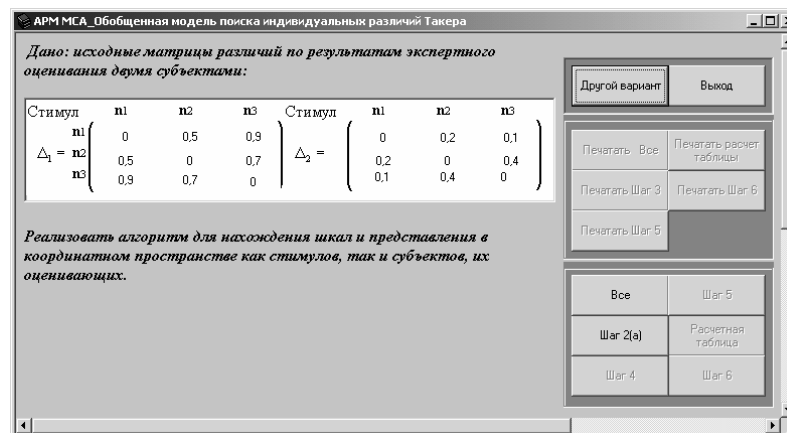 АРМ МСА_Обобщенная модель поиска индивидуальных различий Такера
Дано: исходные матрицы различий по результатам экспертного
оценивания двумя субъектами:
Стимул n1 n2 n3 Стимул n1 n2 n3
n1 0 0,5 0,9 0 0,2 0,1
Δ1 = n2 0,5 0 0,7 Δ2 = 0,2 0 0,4
n3 0,9 0,7 0 0,1 0,4 0
Реализовать алгоритм для нахождения шкал и представления в
координатном пространстве как стимулов, так и субъектов, их
оценивающих.
Другой вариант Выход
Печатать Все Печатать расчет
таблицы
Печатать Шаг 3 Печатать Шаг 6
Печатать Шаг 5
Все Шаг 5
Шаг 2(а) Расчетная
таблица
Шаг 4 Шаг 6